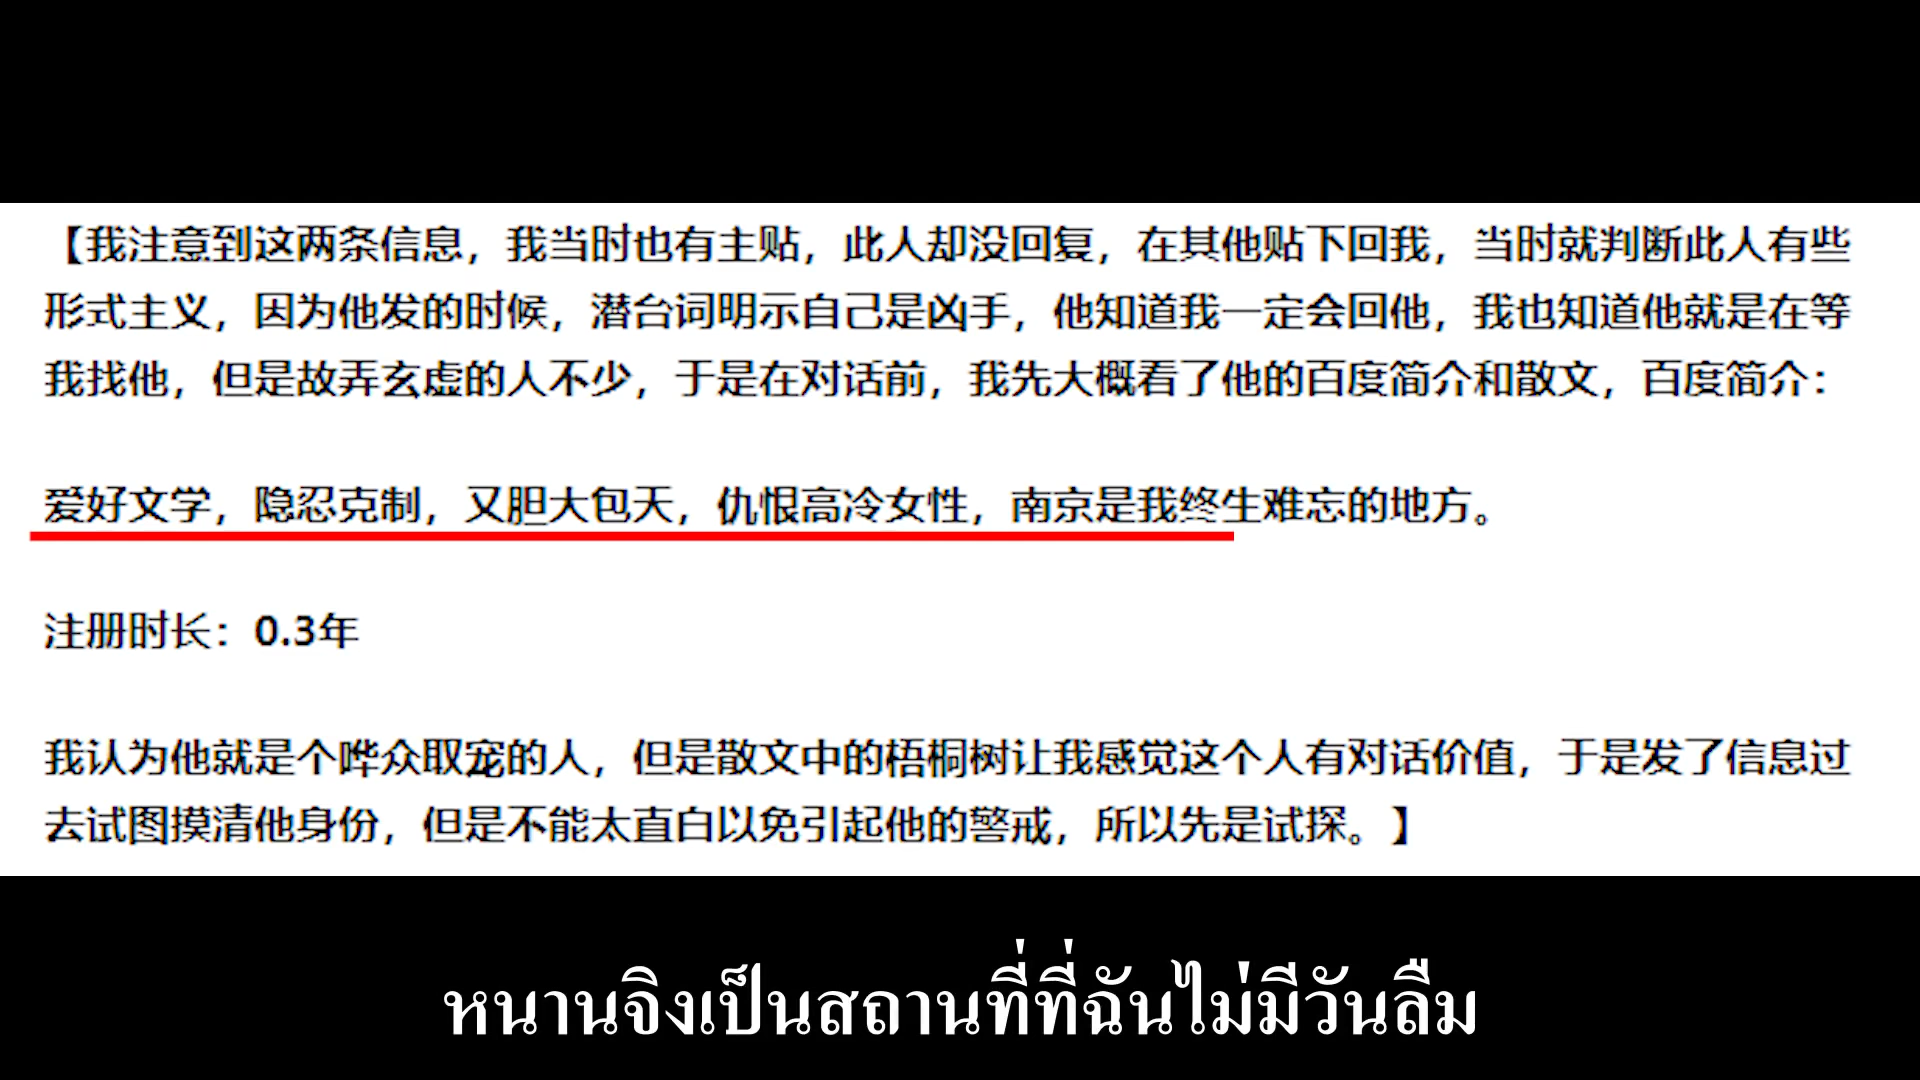 【我注意到这两条信息，我当时也有主贴，此人却没回复，在其他贴下回我，当时就判断此人有些
形式主义，因为他发的时候，潜台词明示自己是凶手，他知道我一定会回他，我也知道他就是在等
我找他，但是故弄玄虚的人不少，于是在对话前，我先大概看了他的百度简介和散文，百度简介：
爱好文学，隐忍克制，又胆大包天，仇恨高冷女性，南京是我终生难忘的地方。
注册时长：0.3年
我认为他就是个哗众取宠的人，但是散文中的梧桐树让我感觉这个人有对话价值，于是发了信息过
去试图摸清他身份，但是不能太直白以免引起他的警戒，所以先是试探。】
หนานจิงเป็นสถานที่ที่ฉันไม่มีวันลืม